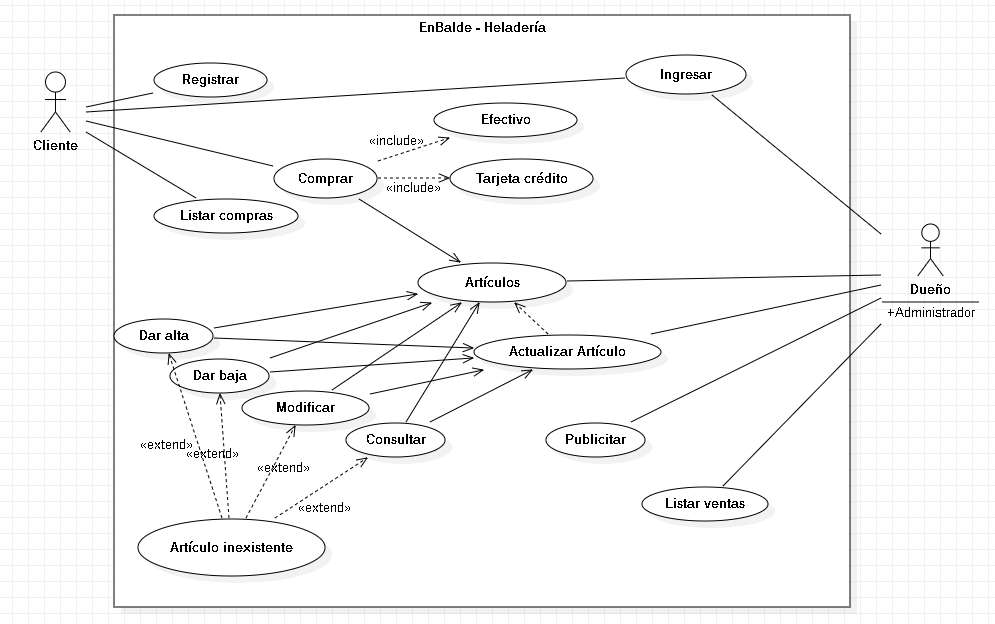 EnBalde - Heladería
Registrar
Ingresar
Efectivo
«include»
Cliente
Comprar
Tarjeta crédito
«include»
Listar compras
Artículos
Dueño
+Administrador
Dar alta
Actualizar Artículo
Dar baja
Modificar
Consultar
Publicitar
«extend»
«extend»
«extend»
«extend»
Listar ventas
Artículo inexistente